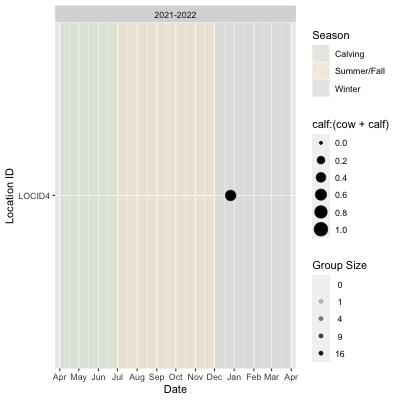 2021-2022
Location ID
LOCID4
Apr May Jun Jul Aug Sep Oct Nov Dec Jan Feb Mar Apr
Date
Season
Calving
Summer/Fall
Winter
calf:(cow + calf)
0.0
0.2
0.4
0.6
0.8
1.0
Group Size
0
1
4
9
16